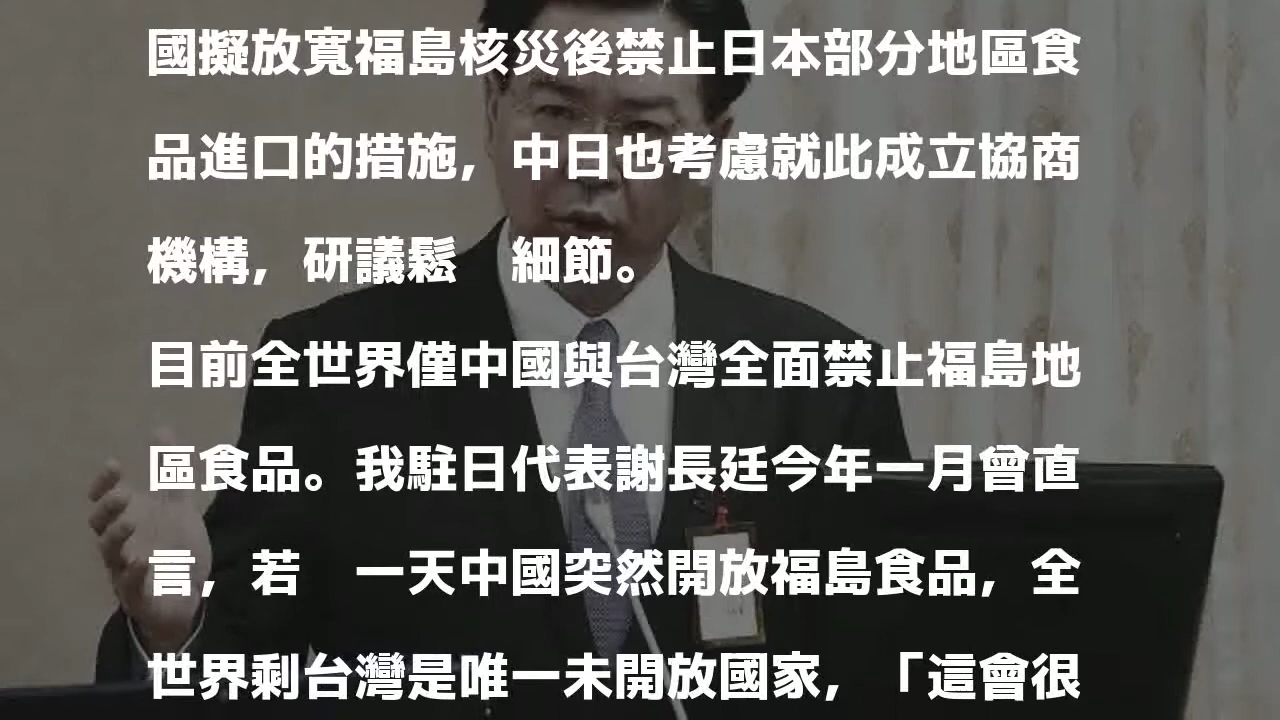 國擬放寬福島核災後禁止日本部分地區食
品進口的措施，中日也考慮就此成立協商
機構，研議鬆　細節。
目前全世界僅中國與台灣全面禁止福島地
區食品。我駐日代表謝長廷今年一月曾直
言，若　一天中國突然開放福島食品，全
世界剩台灣是唯一未開放國家，「這會很